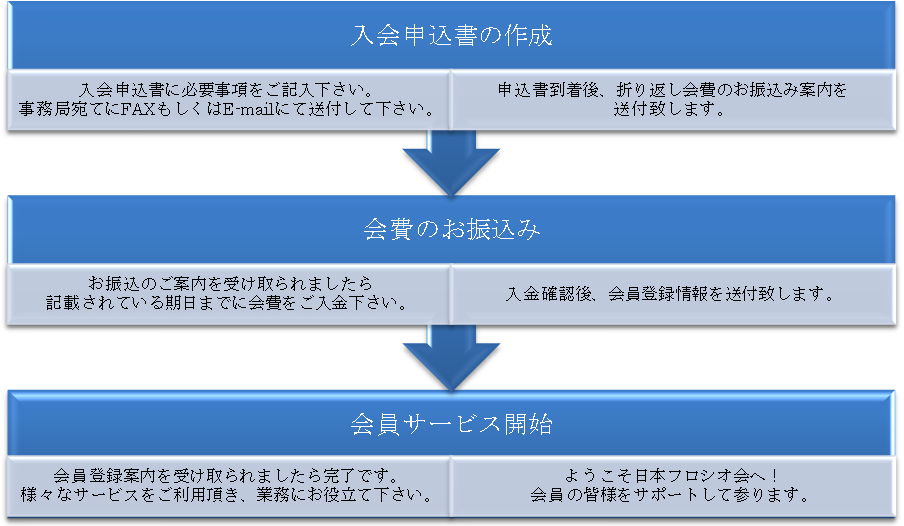 入会申込書の作成
入会申込書に必要事項をご記入下さい。
事務局宛てにFAXもしくはE-mailにて送付して下さい。
申込書到着後、折り返し会費のお振込み案内を
送付致します。
会費のお振込み
お振込のご案内を受け取られましたら
記載されている期日までに会費をご入金下さい。
入金確認後、会員登録情報を送付致します。
会員サービス開始
会員登録案内を受け取られましたら完了です。
様々なサービスをご利用頂き、業務にお役立て下さい。
ようこそ日本フロシオ会へ！
会員の皆様をサポートして参ります。